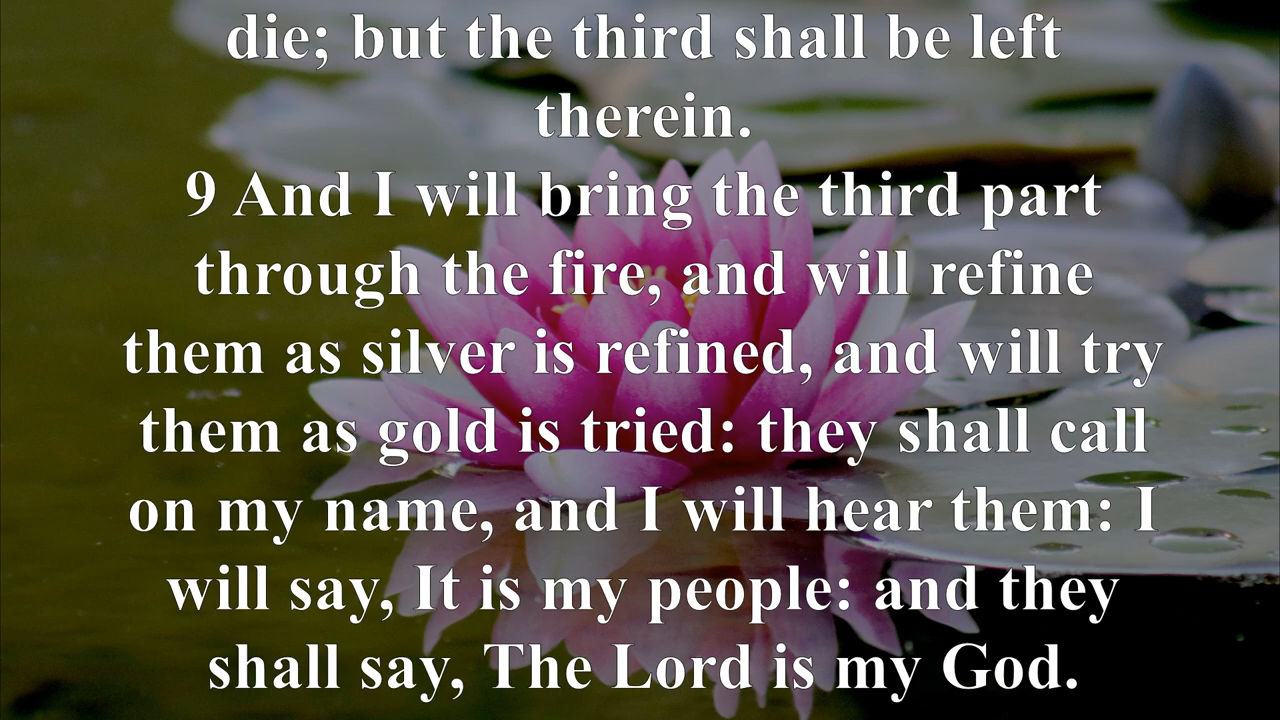 die; but the third shall be left
therein.
9 And I will bring the third part
through the fire, and will refine
them as silver is refined, and will try
them as gold is tried: they shall call
on my name, and I will hear them: I
will say, It is my people: and they
shall say, The Lord is my God.